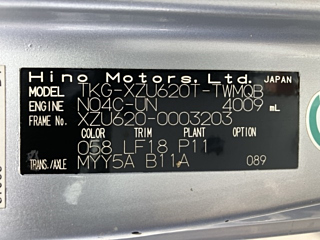 Hino Motors, Ltd. JAPAN
MODEL TKG-XZU620T-TWMQB
ENGINE N04C-UN 4009 mL
FRAME No. XZU620-0003203
COLOR TRIM PLANT OPTION
058 LF18 P11
TRANS./AXLE MYY5A B11A 089